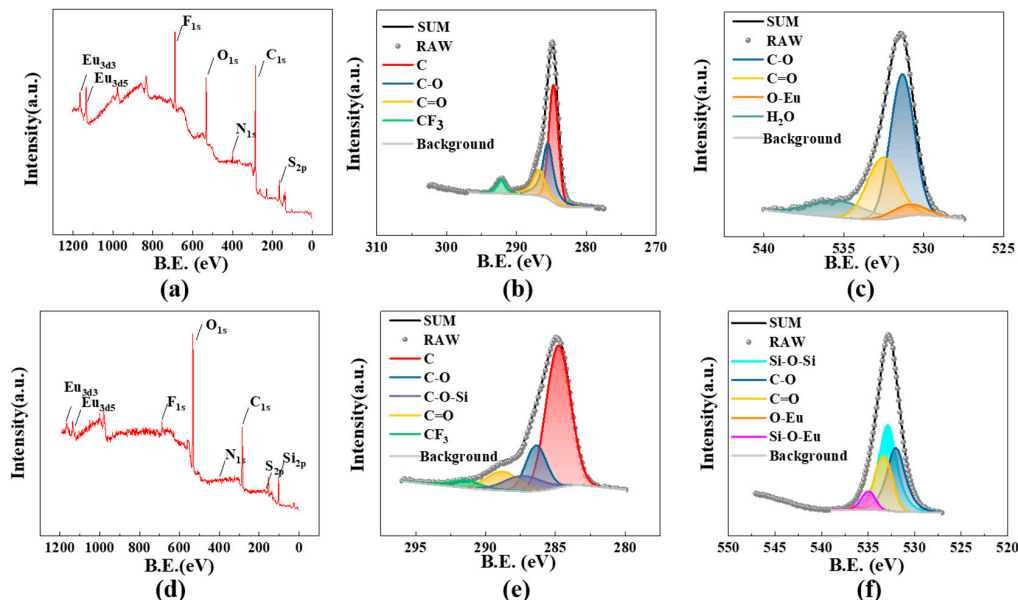 Intensity(a.u.)
Eu3d3
Eu3d5
F1s
O1s
C1s
N1s
S2p
1200 1000 800 600 400 200 0
B.E. (eV)
(a)
Intensity(a.u.)
SUM
RAW
C
C-O
C=O
CF3
Background
310 300 290 280 270
B.E. (eV)
(b)
Intensity(a.u.)
SUM
RAW
C-O
C=O
O-Eu
H2O
Background
540 535 530 525
B.E. (eV)
(c)
Intensity(a.u.)
Eu3d3
Eu3d5
F1s
O1s
C1s
N1s
S2p
Si2p
1200 1000 800 600 400 200 0
B.E.(eV)
(d)
Intensity(a.u.)
SUM
RAW
C
C-O
C-O-Si
C=O
CF3
Background
295 290 285 280
B.E. (eV)
(e)
Intensity(a.u.)
SUM
RAW
Si-O-Si
C-O
C=O
O-Eu
Si-O-Eu
Background
550 545 540 535 530 525 520
B.E. (eV)
(f)